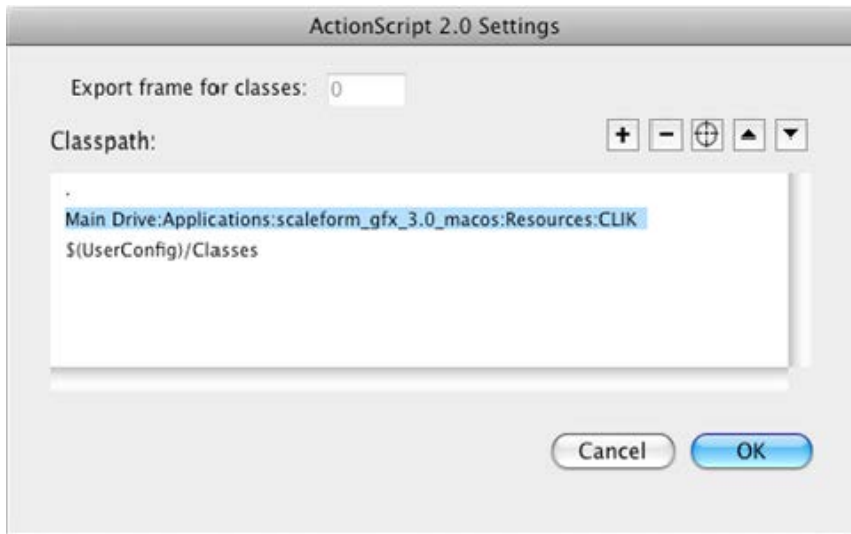 ActionScript 2.0 Settings
Export frame for classes: 0
Classpath:
.
Main Drive:Applications:scaleform_gfx_3.0_macos:Resources:CLIK
$(UserConfig)/Classes
Cancel OK